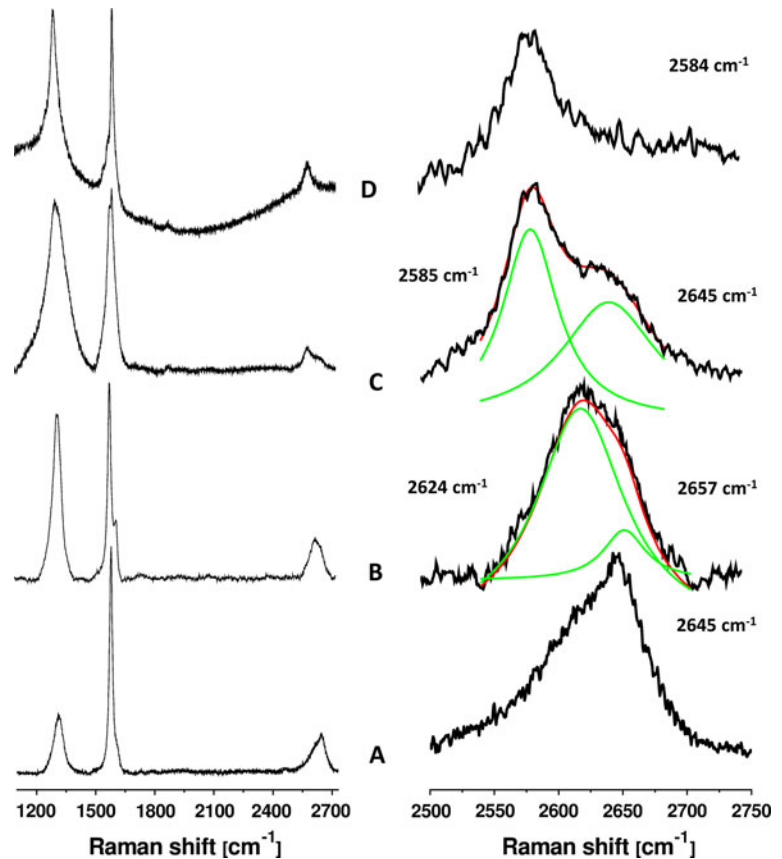 2584 cm-1
D
2585 cm-1
2645 cm-1
C
2624 cm-1
2657 cm-1
B
2645 cm-1
A
1200 1500 1800 2100 2400 2700
2500 2550 2600 2650 2700 2750
Raman shift [cm-1]
Raman shift [cm-1]